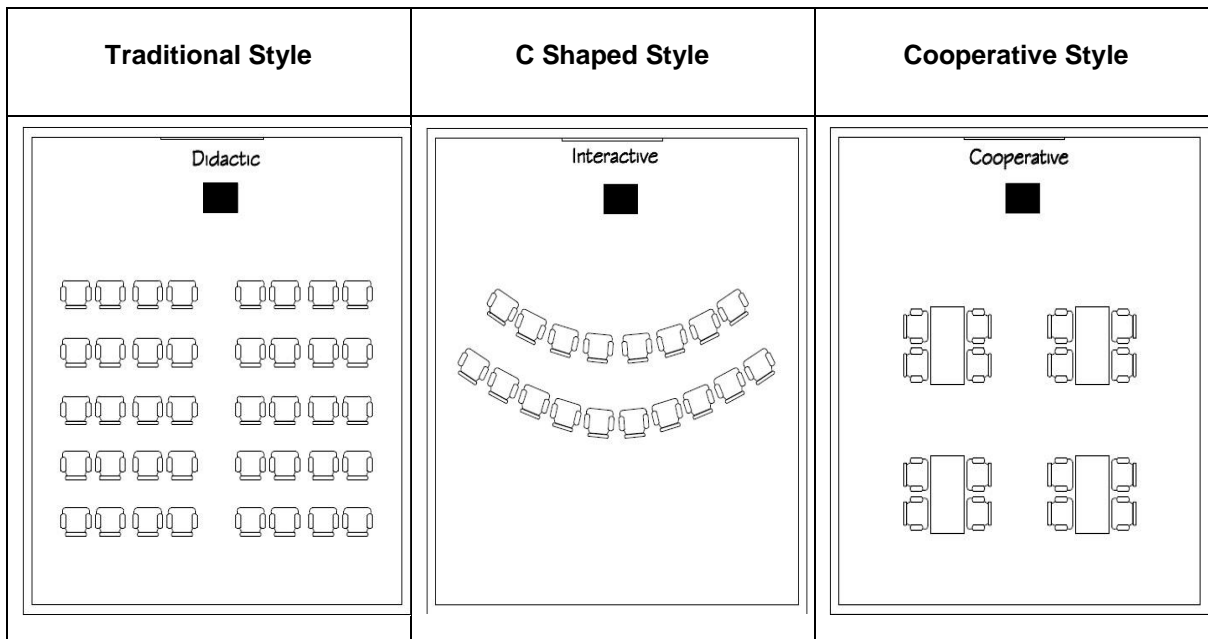 Traditional Style
C Shaped Style
Cooperative Style
Didactic
Interactive
Cooperative